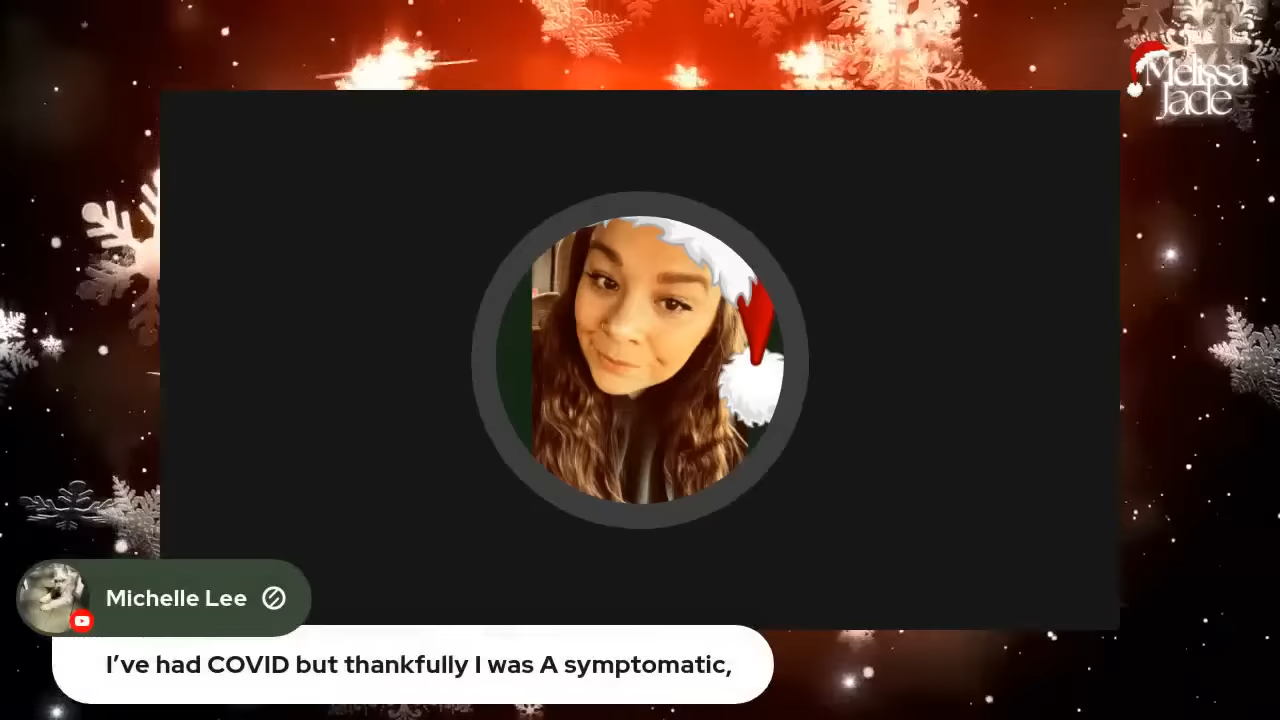 Melissa
Jade
Michelle Lee
I’ve had COVID but thankfully I was A symptomatic,